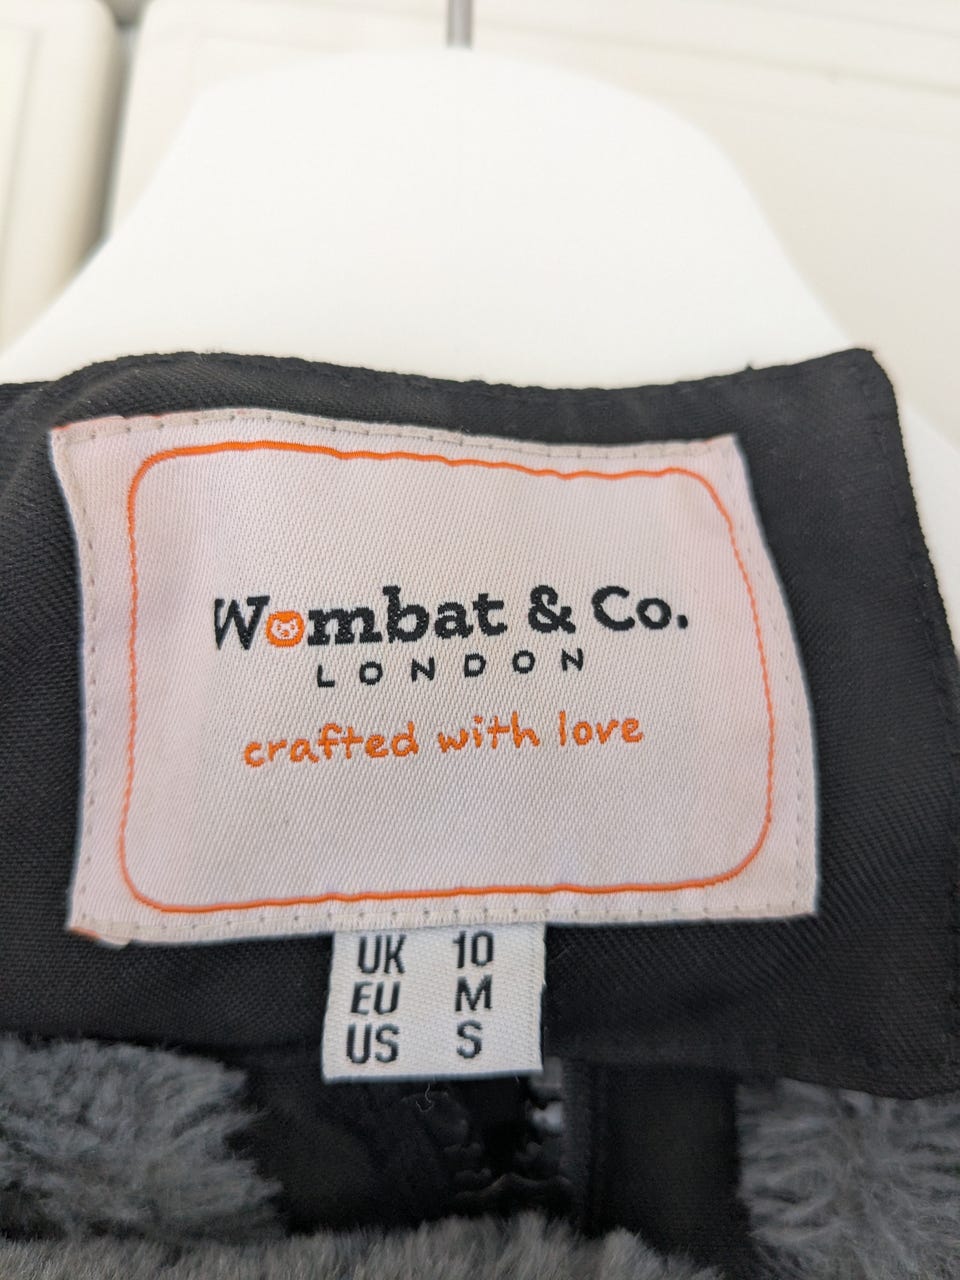 Wombat & Co.
LONDON
crafted with love
UK 10
EU M
US S